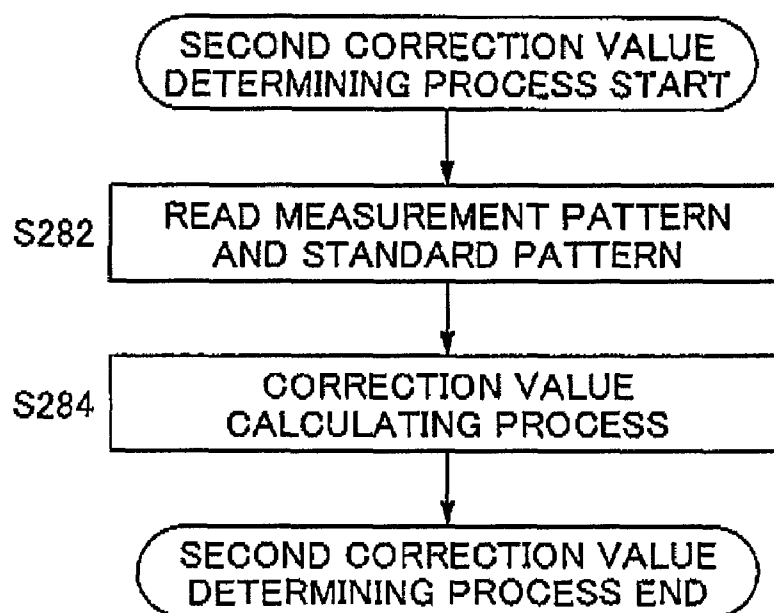 SECOND CORRECTION VALUE
DETERMINING PROCESS START
S282
READ MEASUREMENT PATTERN
AND STANDARD PATTERN
S284
CORRECTION VALUE
CALCULATING PROCESS
SECOND CORRECTION VALUE
DETERMINING PROCESS END